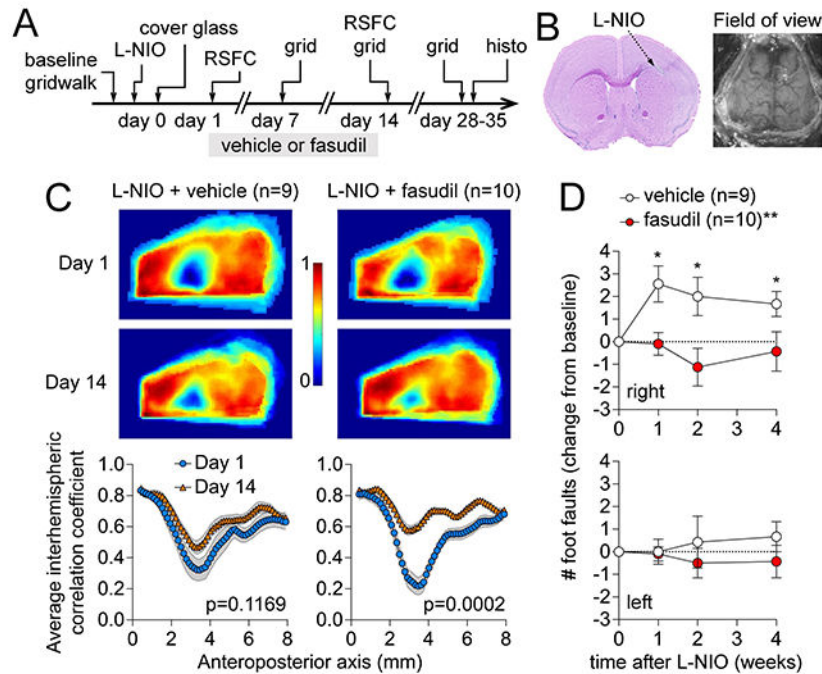 A
L-NIO
cover glass
baseline
gridwalk
RSFC
grid
RSFC
grid
grid
histo
day 0
day 1
day 7
day 14
day 28-35
vehicle or fasudil
B
L-NIO
Field of view
C
L-NIO + vehicle (n=9)
L-NIO + fasudil (n=10)
Day 1
Day 14
1
0
Average interhemispheric
correlation coefficient
1.0
0.8
0.6
0.4
0.2
0.0
Day 1
Day 14
p=0.1169
0 2 4 6 8
p=0.0002
0 2 4 6 8
Anteroposterior axis (mm)
D
vehicle (n=9)
fasudil (n=10)**
# foot faults (change from baseline)
4
3
2
1
0
-1
-2
-3
* * *
right
0 1 2 3 4
4
3
2
1
0
-1
-2
-3
left
0 1 2 3 4
time after L-NIO (weeks)